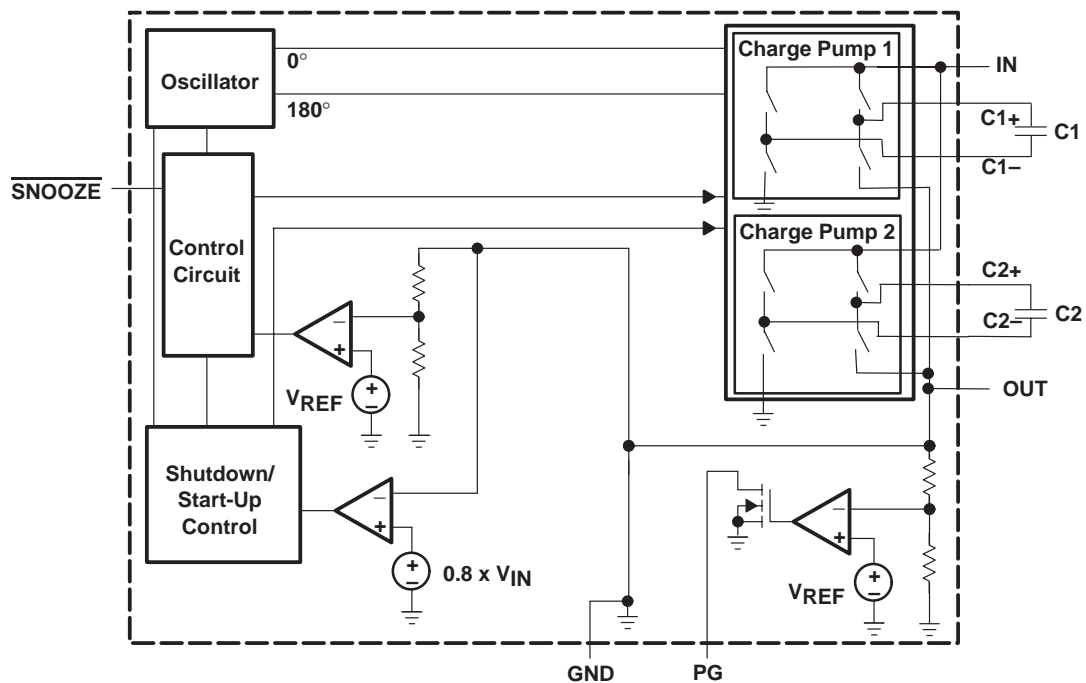 Oscillator
0°
180°
Charge Pump 1
IN
C1+
C1
C1–
SNOOZE
Control
Circuit
Charge Pump 2
C2+
C2
C2–
–
+
VREF
+
–
OUT
Shutdown/
Start-Up
Control
–
+
+
–
0.8 x VIN
–
+
VREF
+
–
GND
PG